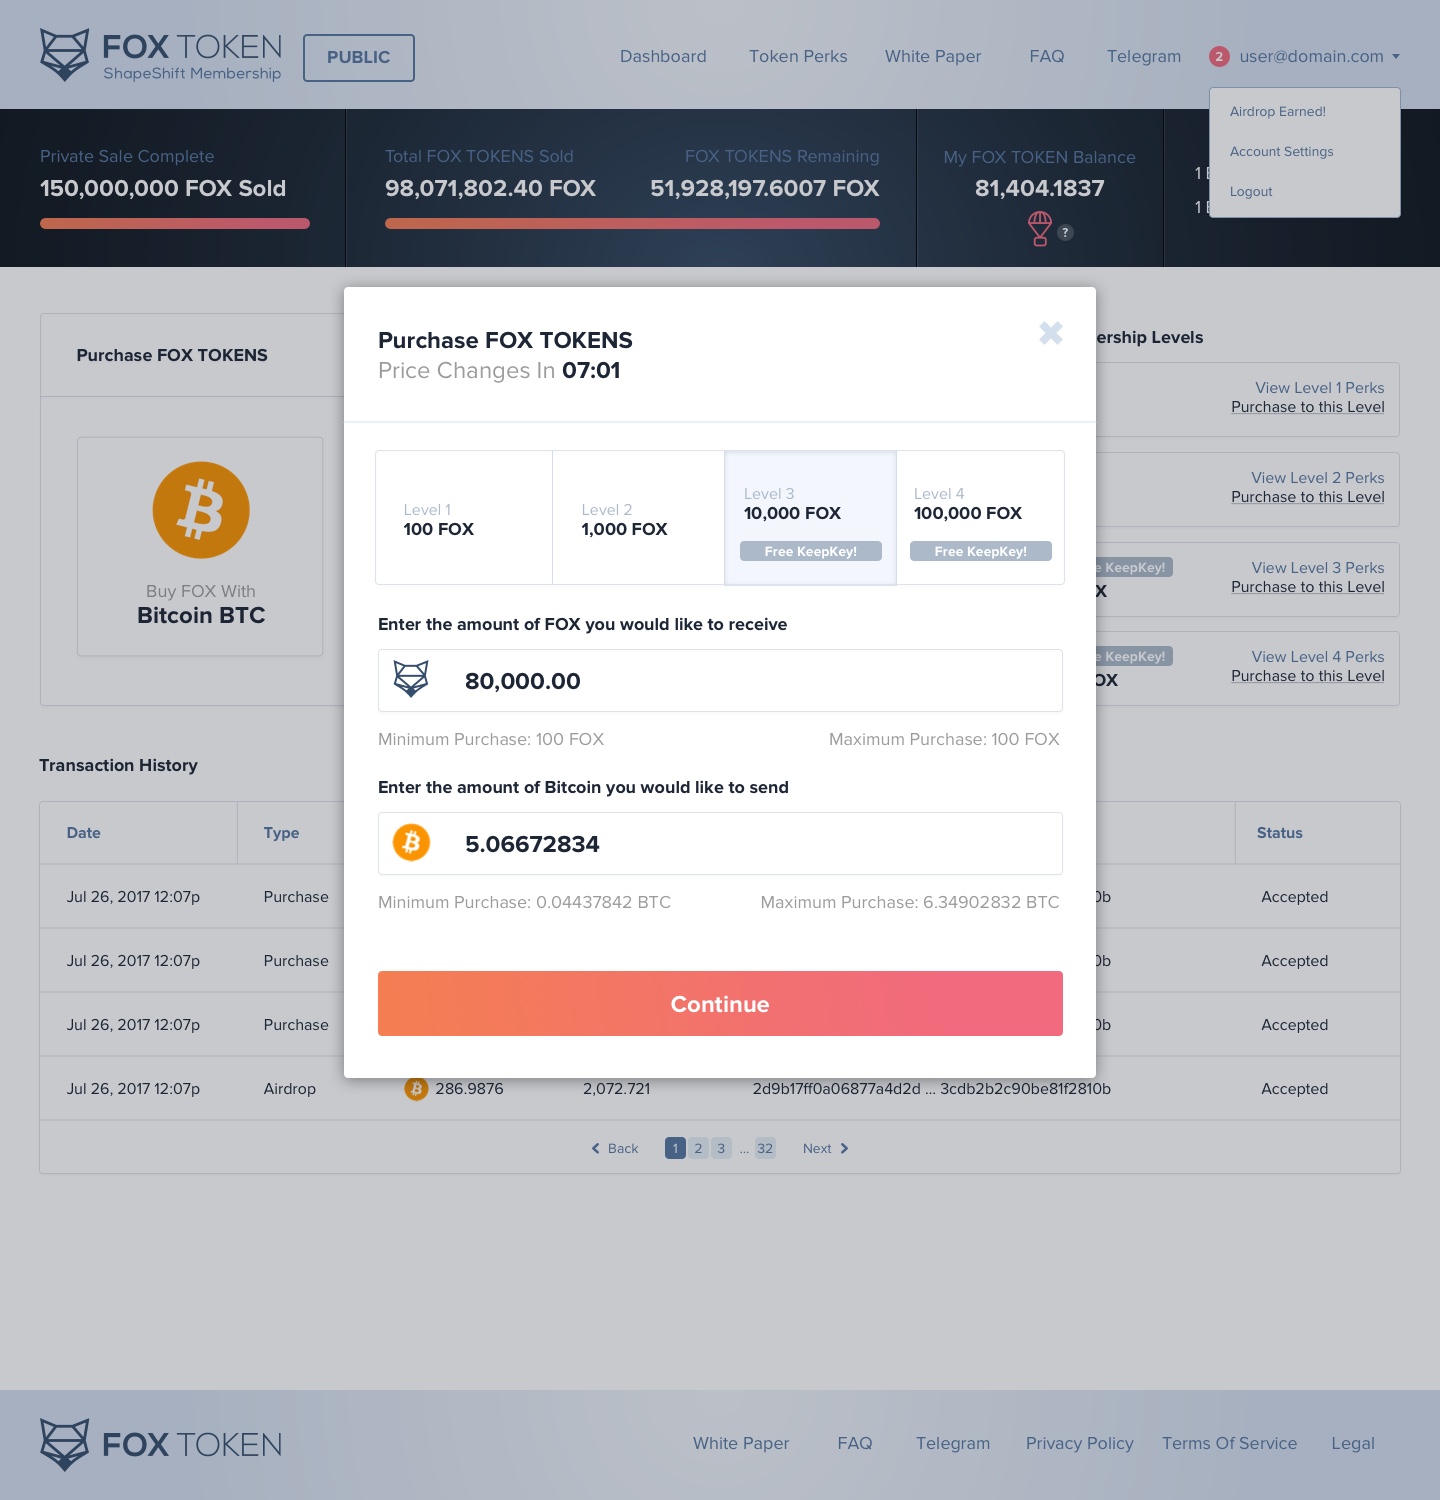 FOX TOKEN
ShapeShift Membership
PUBLIC
Dashboard
Token Perks
White Paper
FAQ
Telegram
2
user@domain.com
Airdrop Earned!
Account Settings
Logout
Private Sale Complete
150,000,000 FOX Sold
Total FOX TOKENS Sold
98,071,802.40 FOX
FOX TOKENS Remaining
51,928,197.6007 FOX
My FOX TOKEN Balance
81,404.1837
?
1
1
Purchase FOX TOKENS
Buy FOX With
Bitcoin BTC
Purchase FOX TOKENS
Price Changes In 07:01
Level 1
100 FOX
Level 2
1,000 FOX
Level 3
10,000 FOX
Free KeepKey!
Level 4
100,000 FOX
Free KeepKey!
Enter the amount of FOX you would like to receive
80,000.00
Minimum Purchase: 100 FOX
Maximum Purchase: 100 FOX
Enter the amount of Bitcoin you would like to send
5.06672834
Minimum Purchase: 0.04437842 BTC
Maximum Purchase: 6.34902832 BTC
Continue
ership Levels
View Level 1 Perks
Purchase to this Level
View Level 2 Perks
Purchase to this Level
e KeepKey!
X
View Level 3 Perks
Purchase to this Level
e KeepKey!
OX
View Level 4 Perks
Purchase to this Level
Transaction History
Date
Type
Status
Jul 26, 2017 12:07p
Purchase
0b
Accepted
Jul 26, 2017 12:07p
Purchase
0b
Accepted
Jul 26, 2017 12:07p
Purchase
0b
Accepted
Jul 26, 2017 12:07p
Airdrop
286.9876
2,072.721
2d9b17ff0a06877a4d2d ... 3cdb2b2c90be81f2810b
Accepted
Back
1
2
3
...
32
Next
FOX TOKEN
White Paper
FAQ
Telegram
Privacy Policy
Terms Of Service
Legal